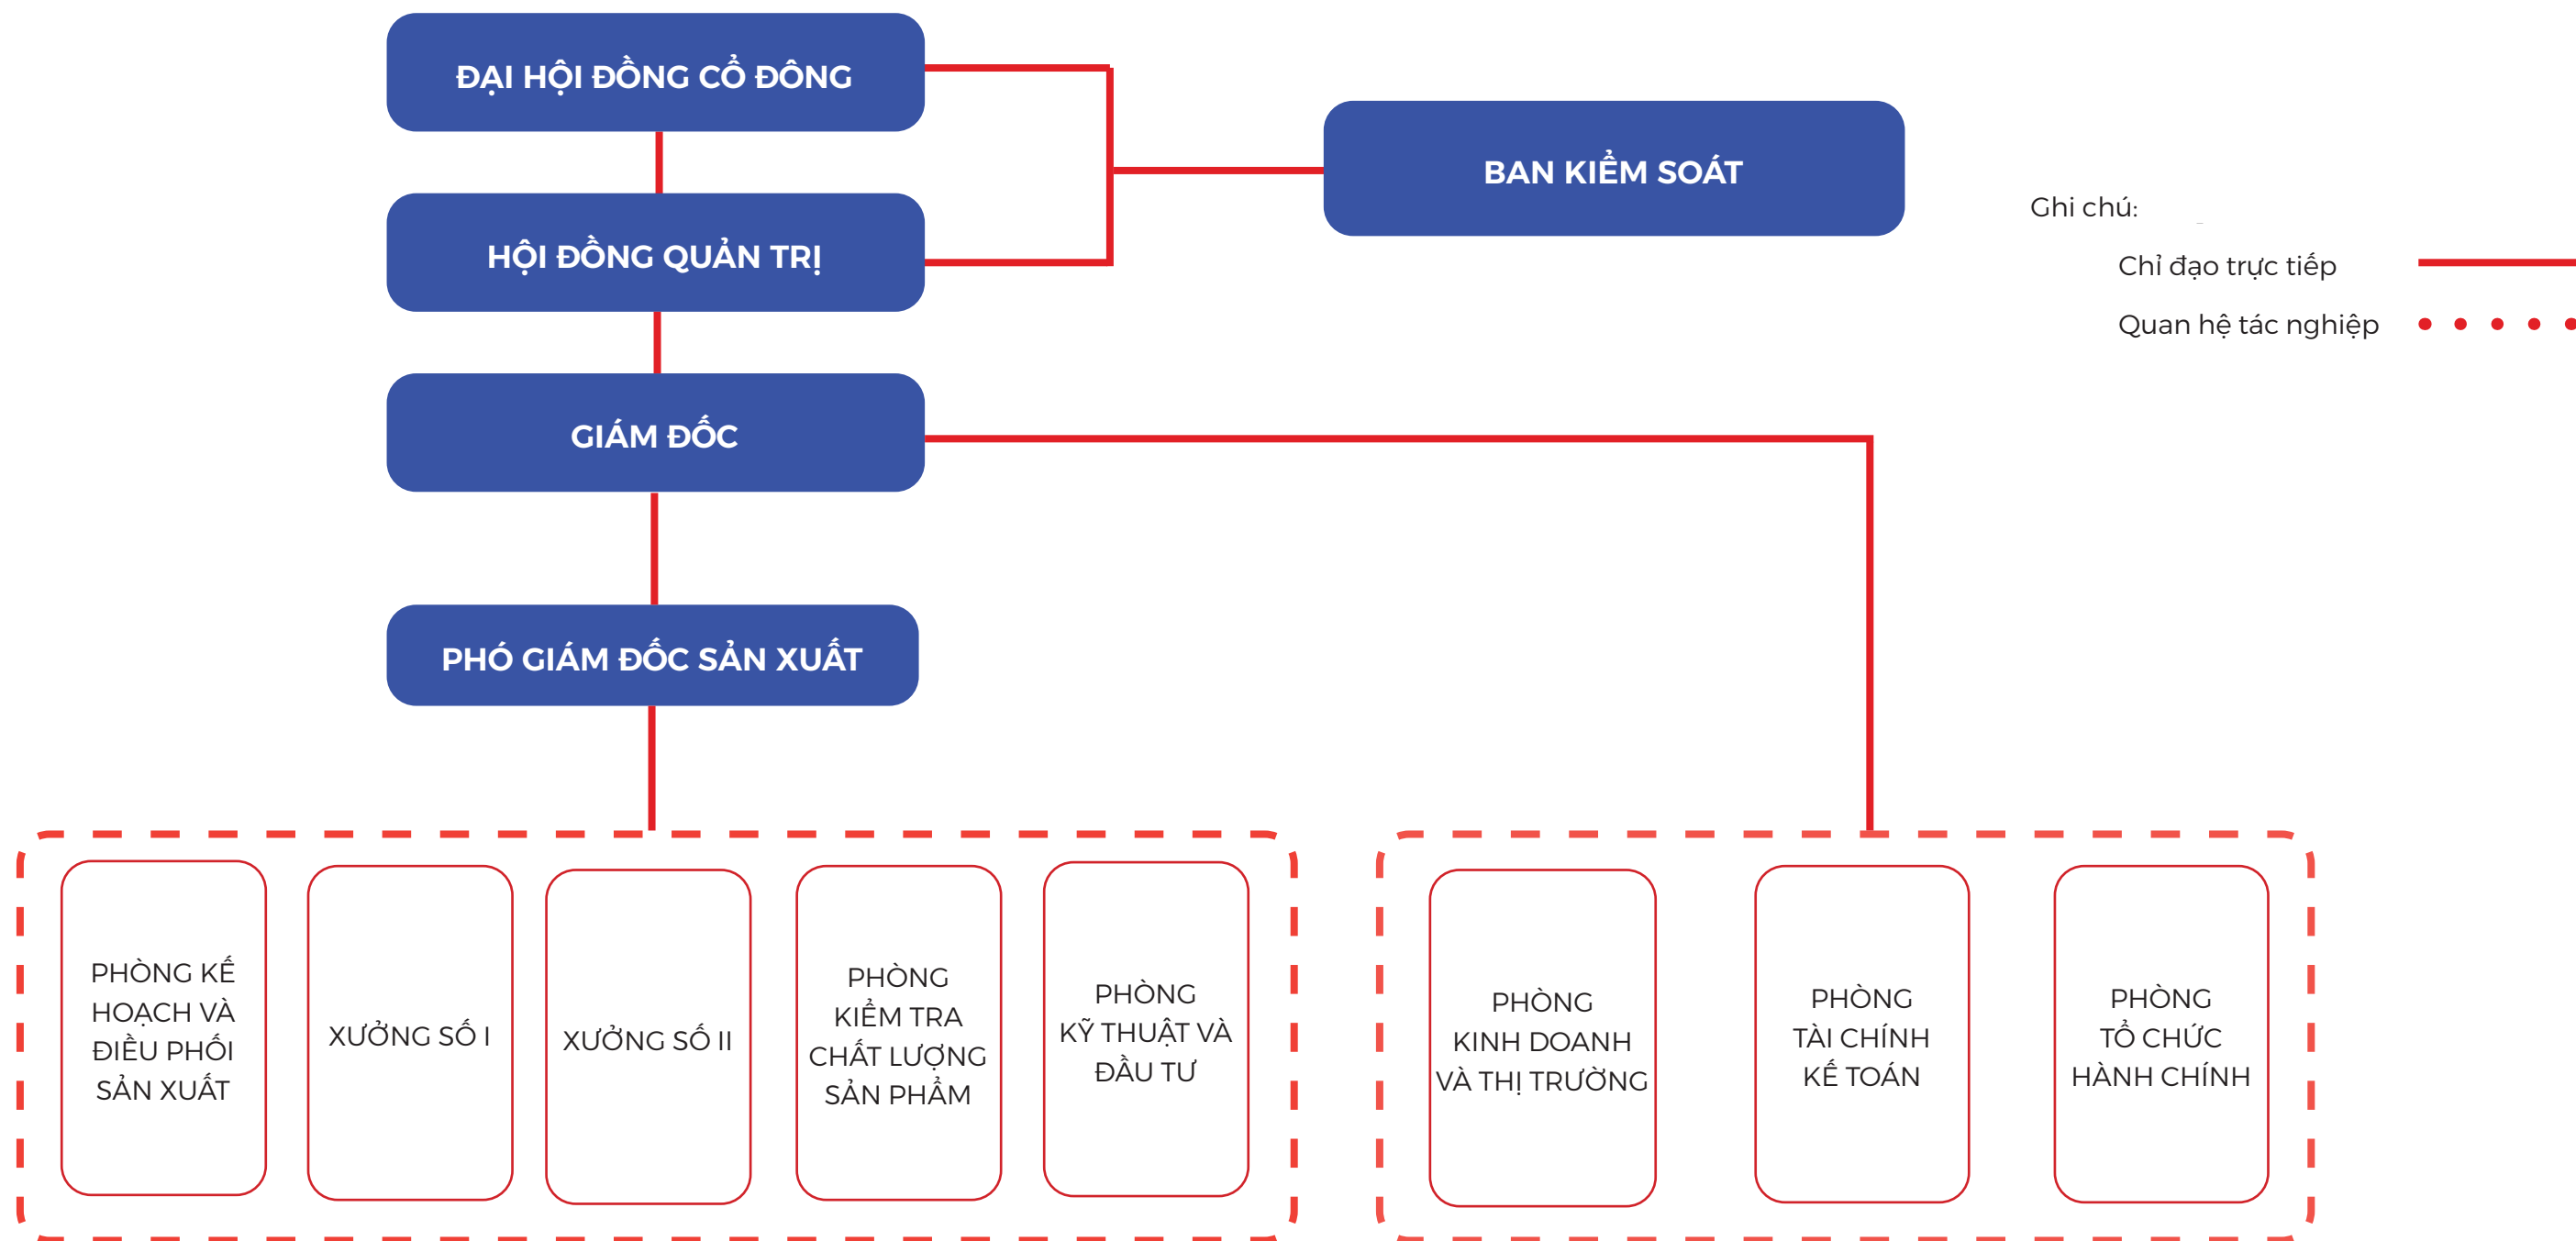 ĐẠI HỘI ĐỒNG CỔ ĐÔNG
BAN KIỂM SOÁT
HỘI ĐỒNG QUẢN TRỊ
Ghi chú:
Chỉ đạo trực tiếp
Quan hệ tác nghiệp
GIÁM ĐỐC
PHÓ GIÁM ĐỐC SẢN XUẤT
PHÒNG KẾ
HOẠCH VÀ
ĐIỀU PHỐI
SẢN XUẤT
XƯỞNG SỐ I
XƯỞNG SỐ II
PHÒNG
KIỂM TRA
CHẤT LƯỢNG
SẢN PHẨM
PHÒNG
KỸ THUẬT VÀ
ĐẦU TƯ
PHÒNG
KINH DOANH
VÀ THỊ TRƯỜNG
PHÒNG
TÀI CHÍNH
KẾ TOÁN
PHÒNG
TỔ CHỨC
HÀNH CHÍNH